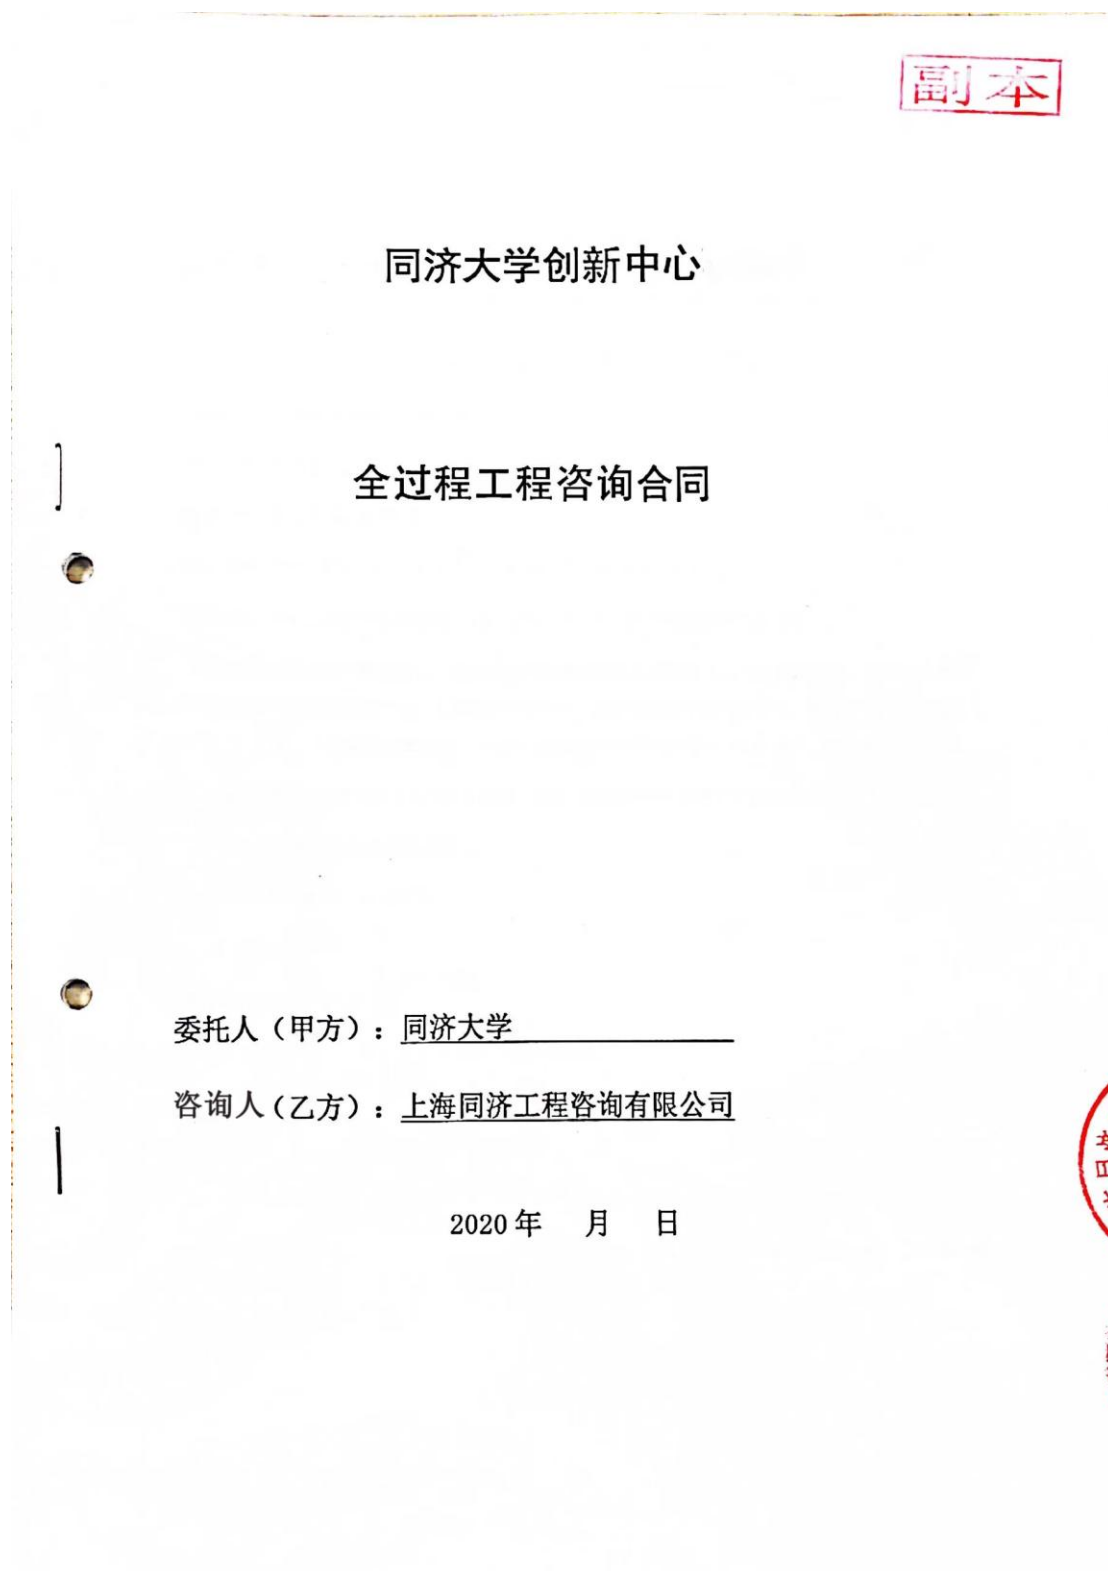 副本
同济大学创新中心
全过程工程咨询合同
委托人（甲方）：同济大学
咨询人（乙方）：上海同济工程咨询有限公司
2020年 月 日